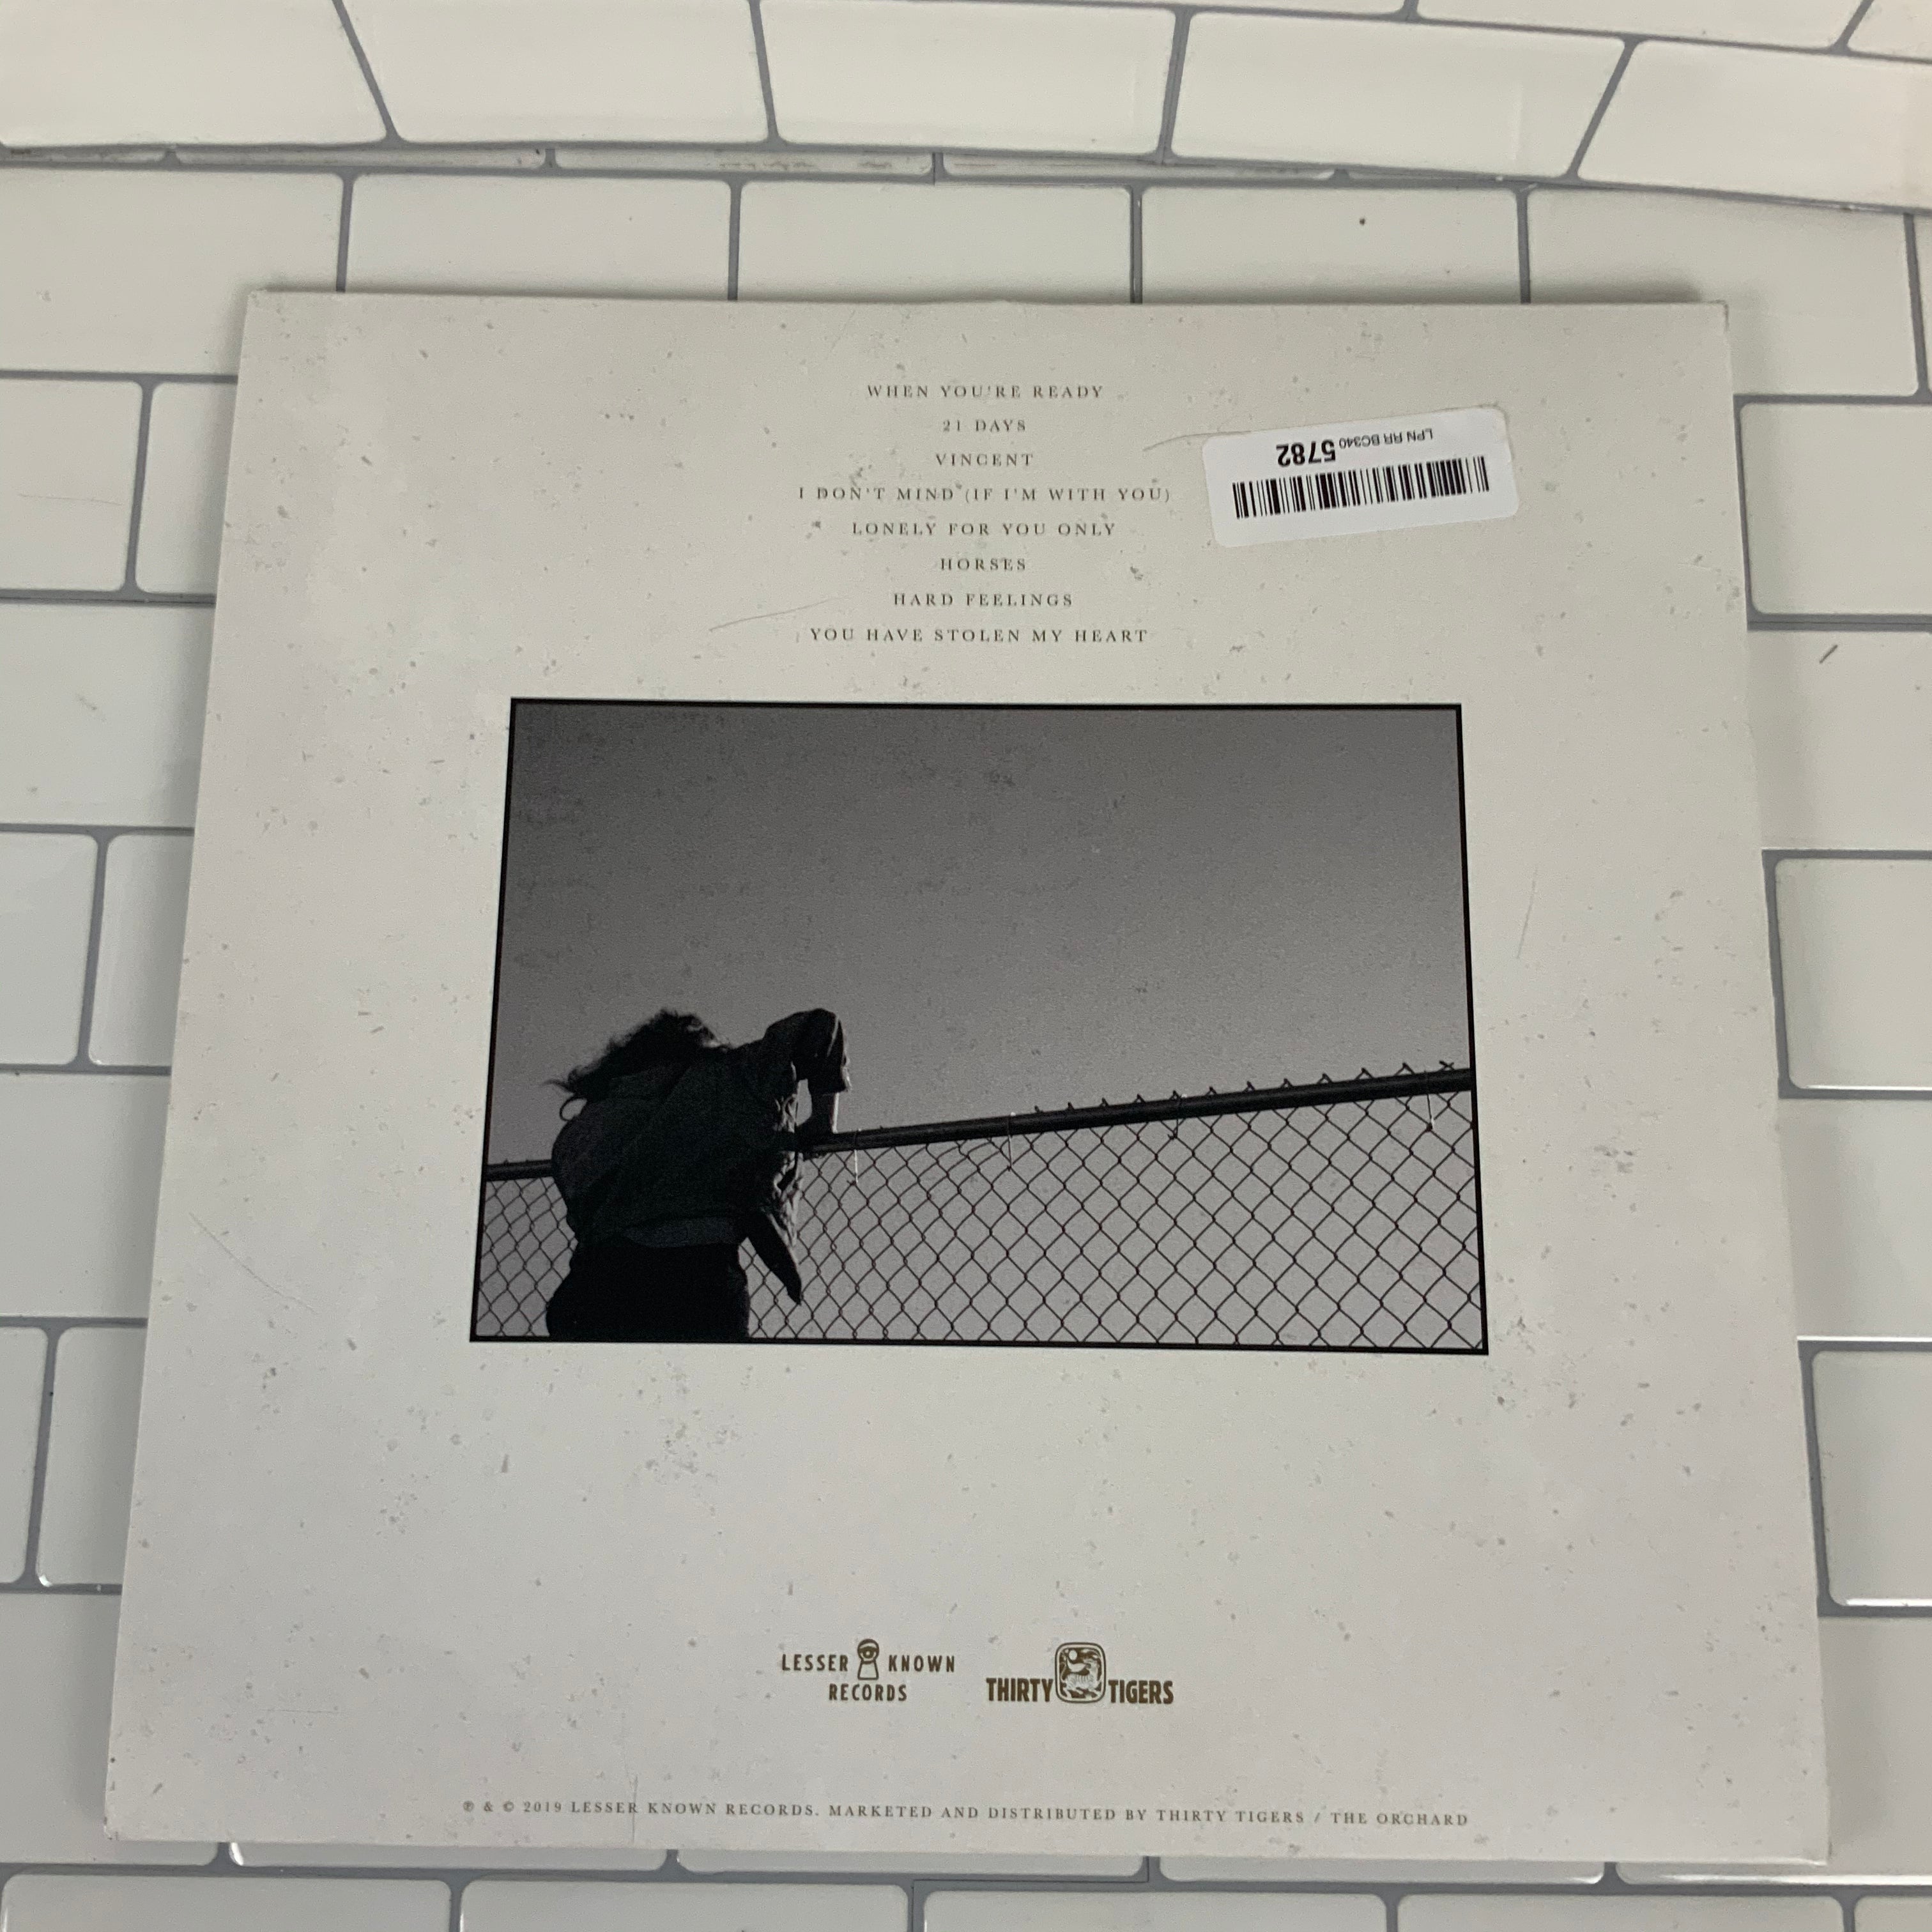 WHEN YOU'RE READY
21 DAYS
VINCENT
I DON'T MIND (IF I'M WITH YOU)
LONELY FOR YOU ONLY
HORSES
HARD FEELINGS
YOU HAVE STOLEN MY HEART
LPN RR BC340 5782
LESSER KNOWN
RECORDS
THIRTY TIGERS
℗ & © 2019 LESSER KNOWN RECORDS. MARKETED AND DISTRIBUTED BY THIRTY TIGERS / THE ORCHARD